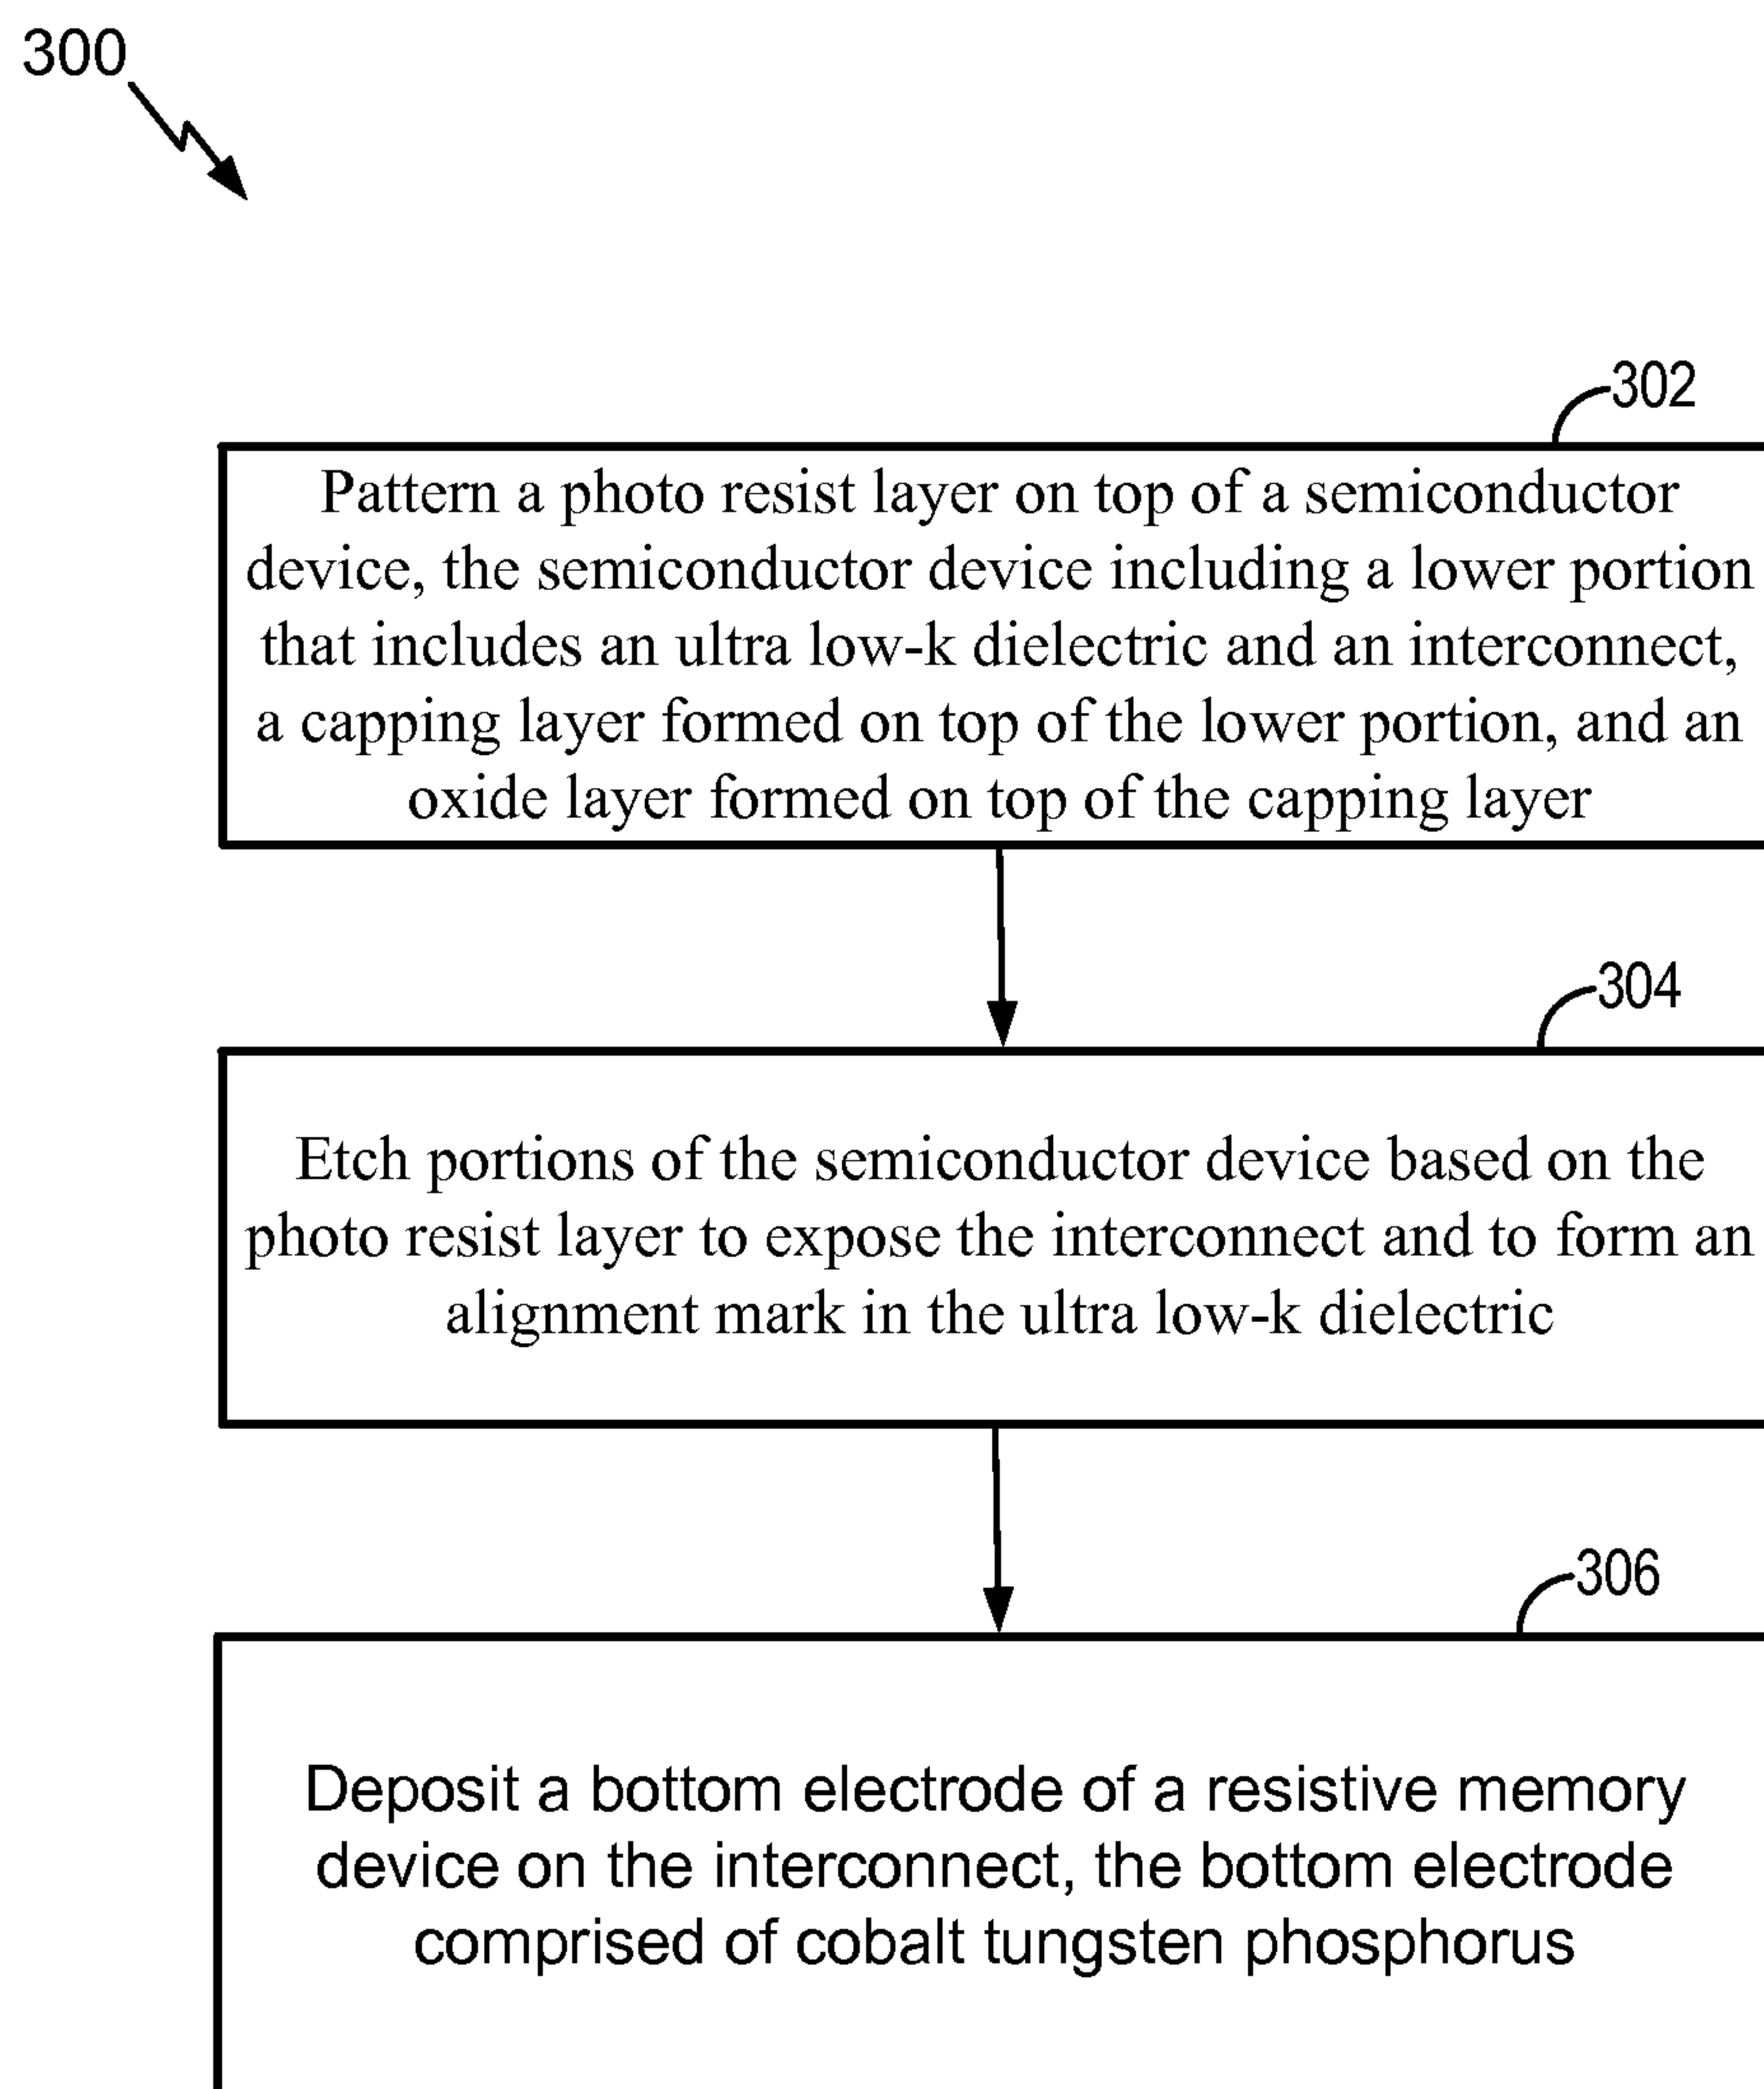 300
302
Pattern a photo resist layer on top of a semiconductor
device, the semiconductor device including a lower portion
that includes an ultra low-k dielectric and an interconnect,
a capping layer formed on top of the lower portion, and an
oxide layer formed on top of the capping layer
304
Etch portions of the semiconductor device based on the
photo resist layer to expose the interconnect and to form an
alignment mark in the ultra low-k dielectric
306
Deposit a bottom electrode of a resistive memory
device on the interconnect, the bottom electrode
comprised of cobalt tungsten phosphorus